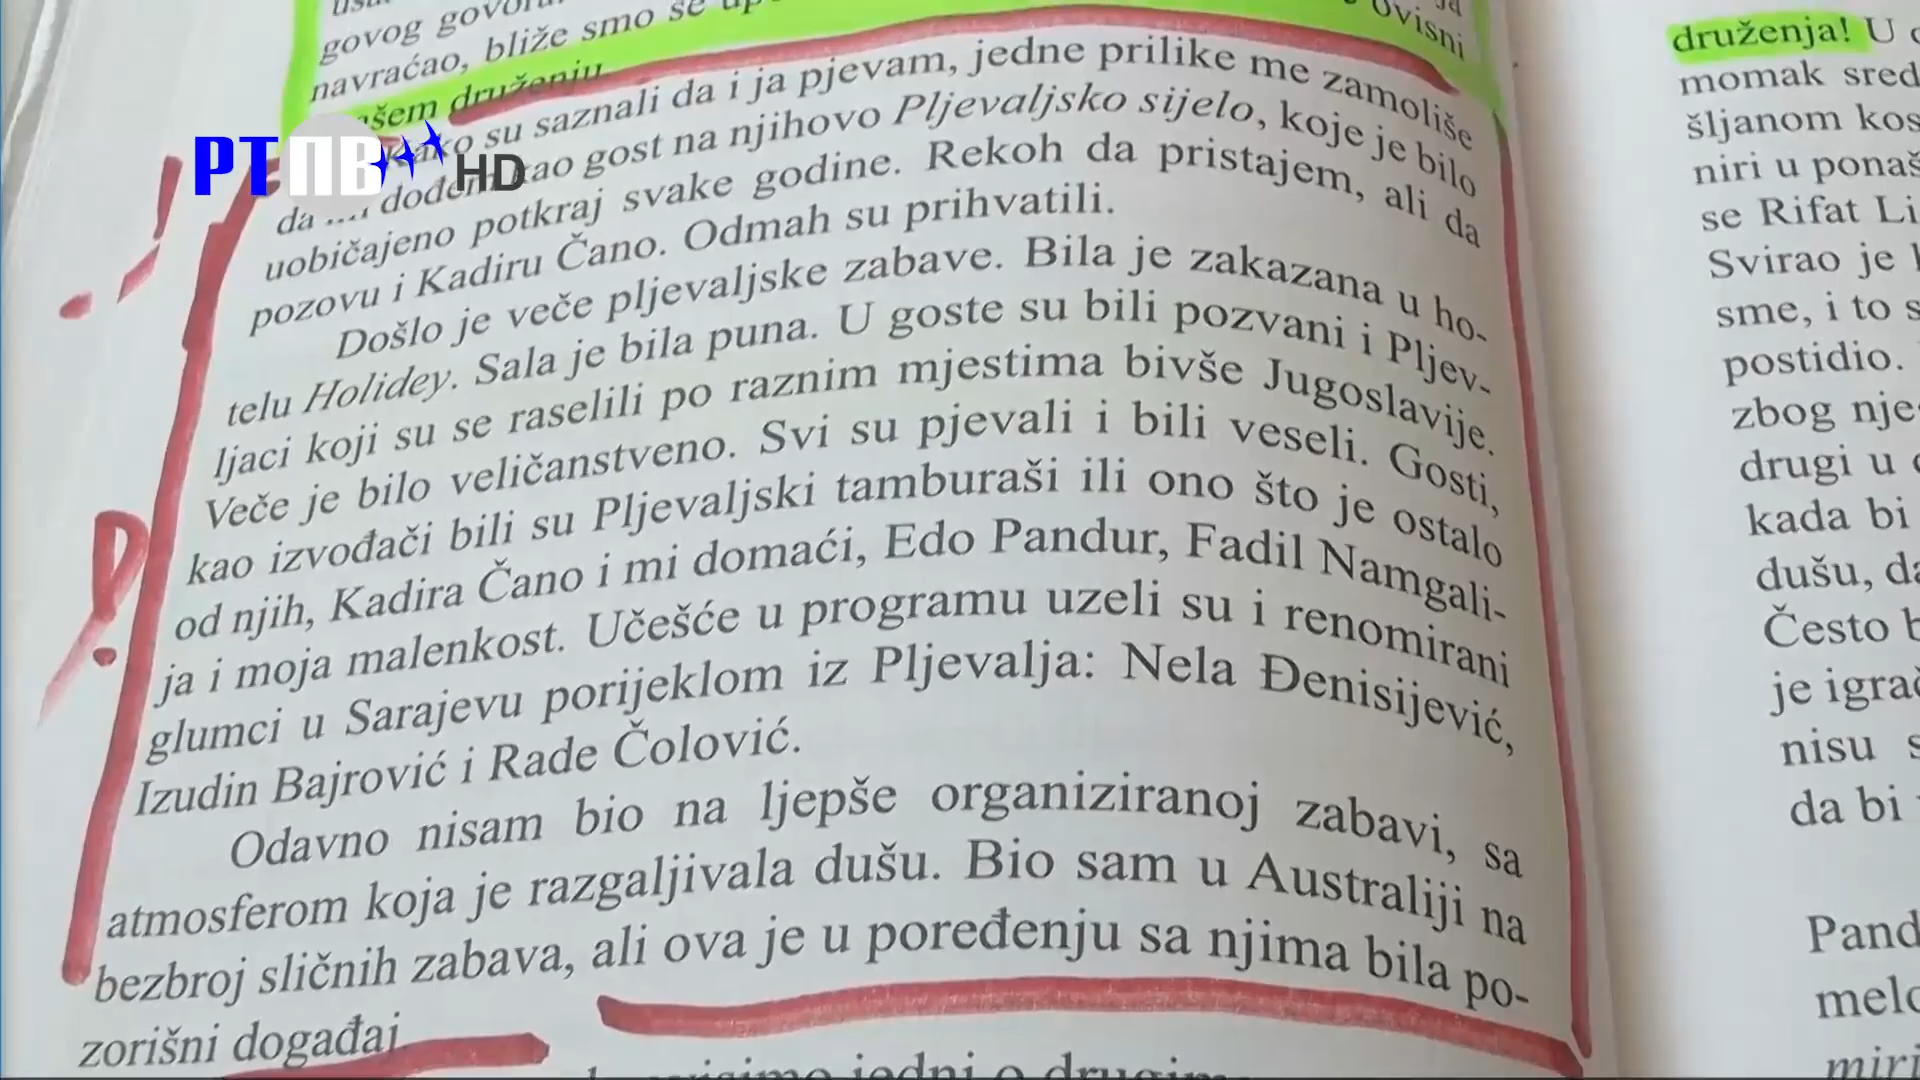 govog
navraćao, bliže smo se
ovisni
našem druženju.
Kako su saznali da i ja pjevam, jedne prilike me zamoliše
da im dođem kao gost na njihovo Pljevaljsko sijelo, koje je bilo
uobičajeno potkraj svake godine. Rekoh da pristajem, ali da
pozovu i Kadiru Čano. Odmah su prihvatili.
Došlo je veče pljevaljske zabave. Bila je zakazana u ho-
telu Holidey. Sala je bila puna. U goste su bili pozvani i Pljev-
ljaci koji su se raselili po raznim mjestima bivše Jugoslavije.
Veče je bilo veličanstveno. Svi su pjevali i bili veseli. Gosti,
kao izvođači bili su Pljevaljski tamburaši ili ono što je ostalo
od njih, Kadira Čano i mi domaći, Edo Pandur, Fadil Namgali-
ja i moja malenkost. Učešće u programu uzeli su i renomirani
glumci u Sarajevu porijeklom iz Pljevalja: Nela Đenisijević,
Izudin Bajrović i Rade Čolović.
Odavno nisam bio na ljepše organiziranoj zabavi, sa
atmosferom koja je razgaljivala dušu. Bio sam u Australiji na
bezbroj sličnih zabava, ali ova je u poređenju sa njima bila po-
zorišni događaj
jedni o drugima
РТПВ HD
druženja! U
momak sred
šljanom kos
niri u ponaš
se Rifat Li
Svirao je
sme, i to s
postidio.
zbog nje
drugi u
kada bi
dušu, da
Često b
je igrač
nisu s
da bi
Pand
melo
miri